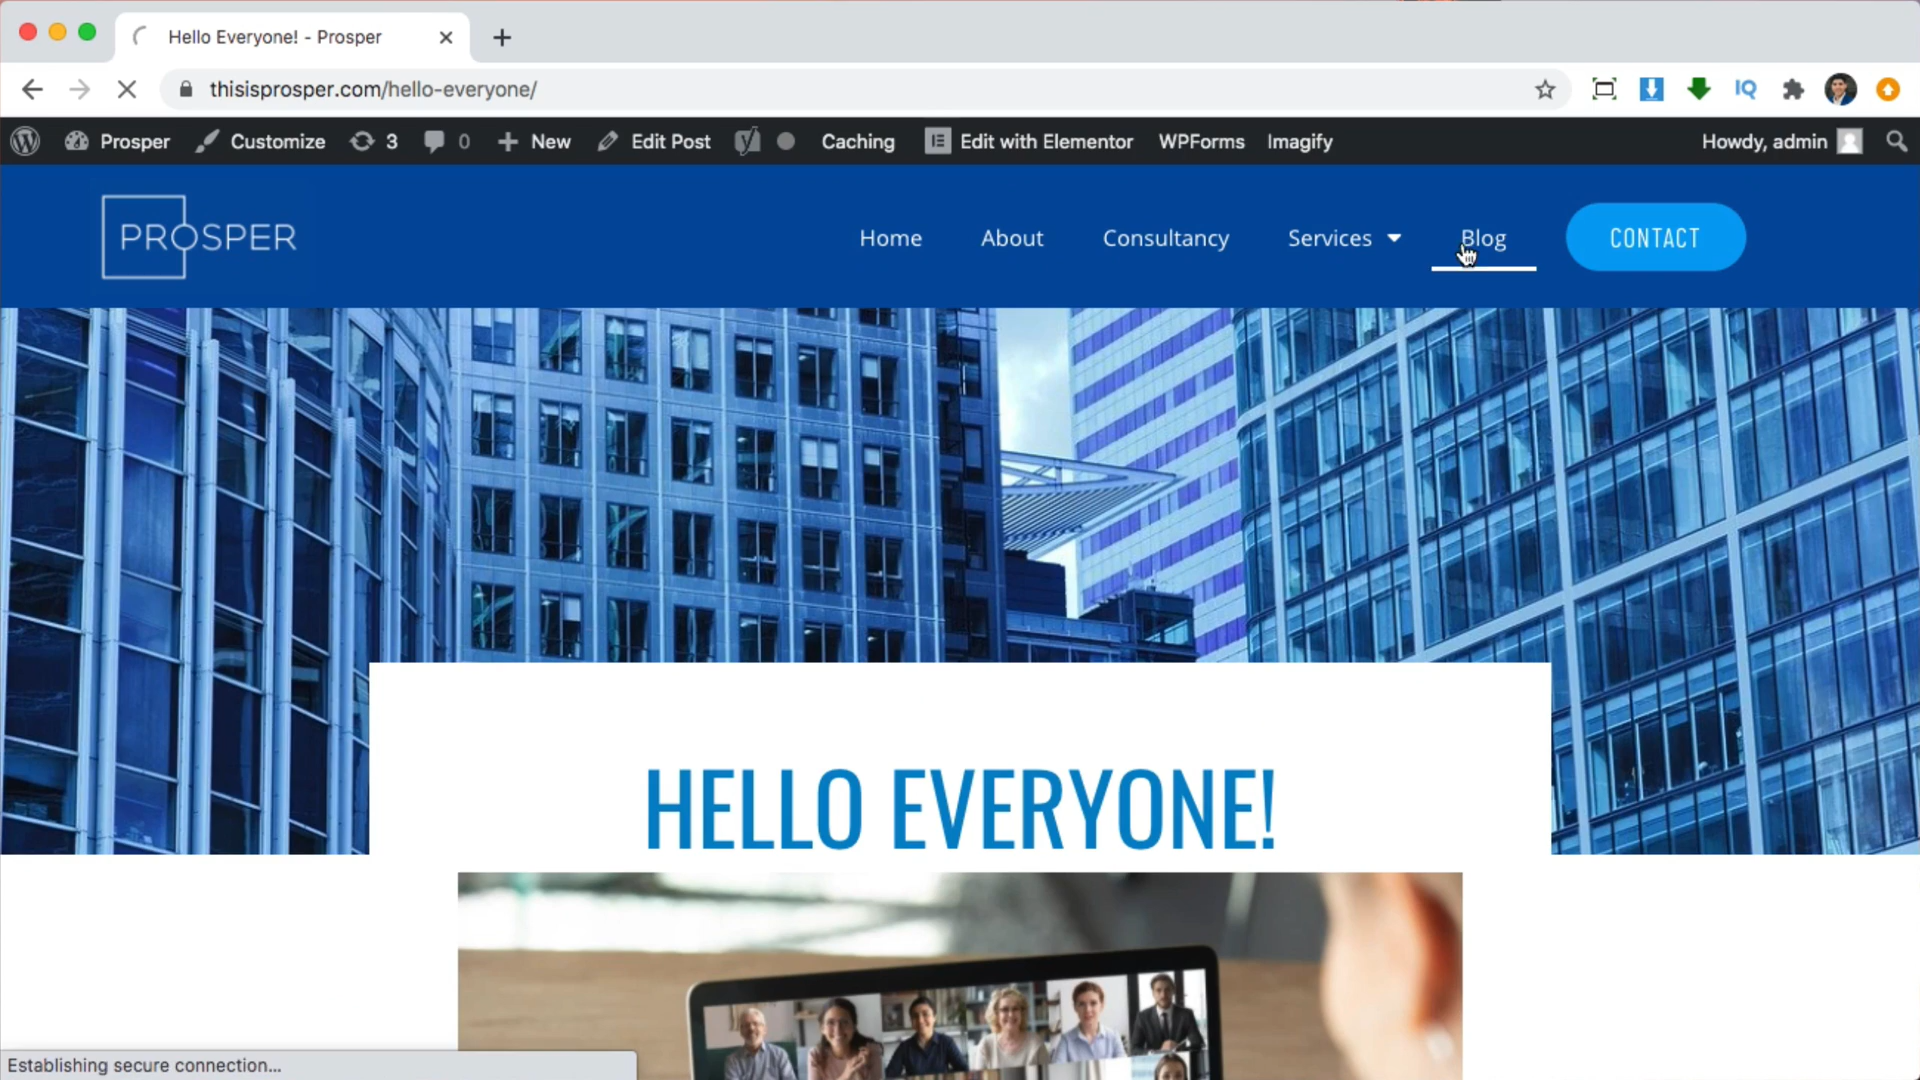 Hello Everyone! - Prosper
thisisprosper.com/hello-everyone/
IQ
Prosper Customize 3 0 New Edit Post Caching Edit with Elementor WPForms Imagify Howdy, admin
PROSPER
Home About Consultancy Services Blog CONTACT
HELLO EVERYONE!
Establishing secure connection...